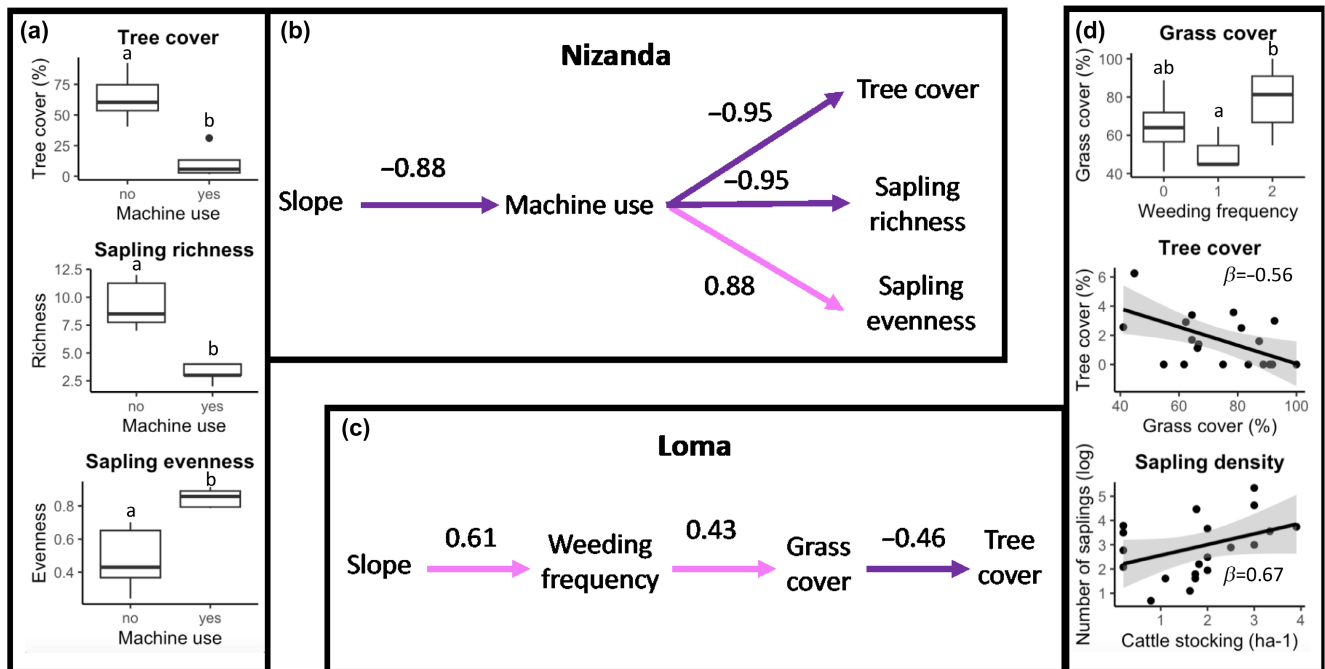 (a)
Tree cover
a
b
Tree cover (%)
75
50
25
0
no
yes
Machine use
Sapling richness
a
b
Richness
12.5
10.0
7.5
5.0
2.5
no
yes
Machine use
Sapling evenness
a
b
Evenness
0.8
0.6
0.4
no
yes
Machine use
(b)
Nizanda
Slope
−0.88
Machine use
−0.95
Tree cover
−0.95
Sapling
richness
0.88
Sapling
evenness
(c)
Loma
Slope
0.61
Weeding
frequency
0.43
Grass
cover
−0.46
Tree
cover
(d)
Grass cover
ab
a
b
Grass cover (%)
100
80
60
40
0
1
2
Weeding frequency
Tree cover
β=−0.56
Tree cover (%)
6
4
2
0
40
60
80
100
Grass cover (%)
Sapling density
Number of saplings (log)
5
4
3
2
1
β=0.67
1
2
3
4
Cattle stocking (ha-1)